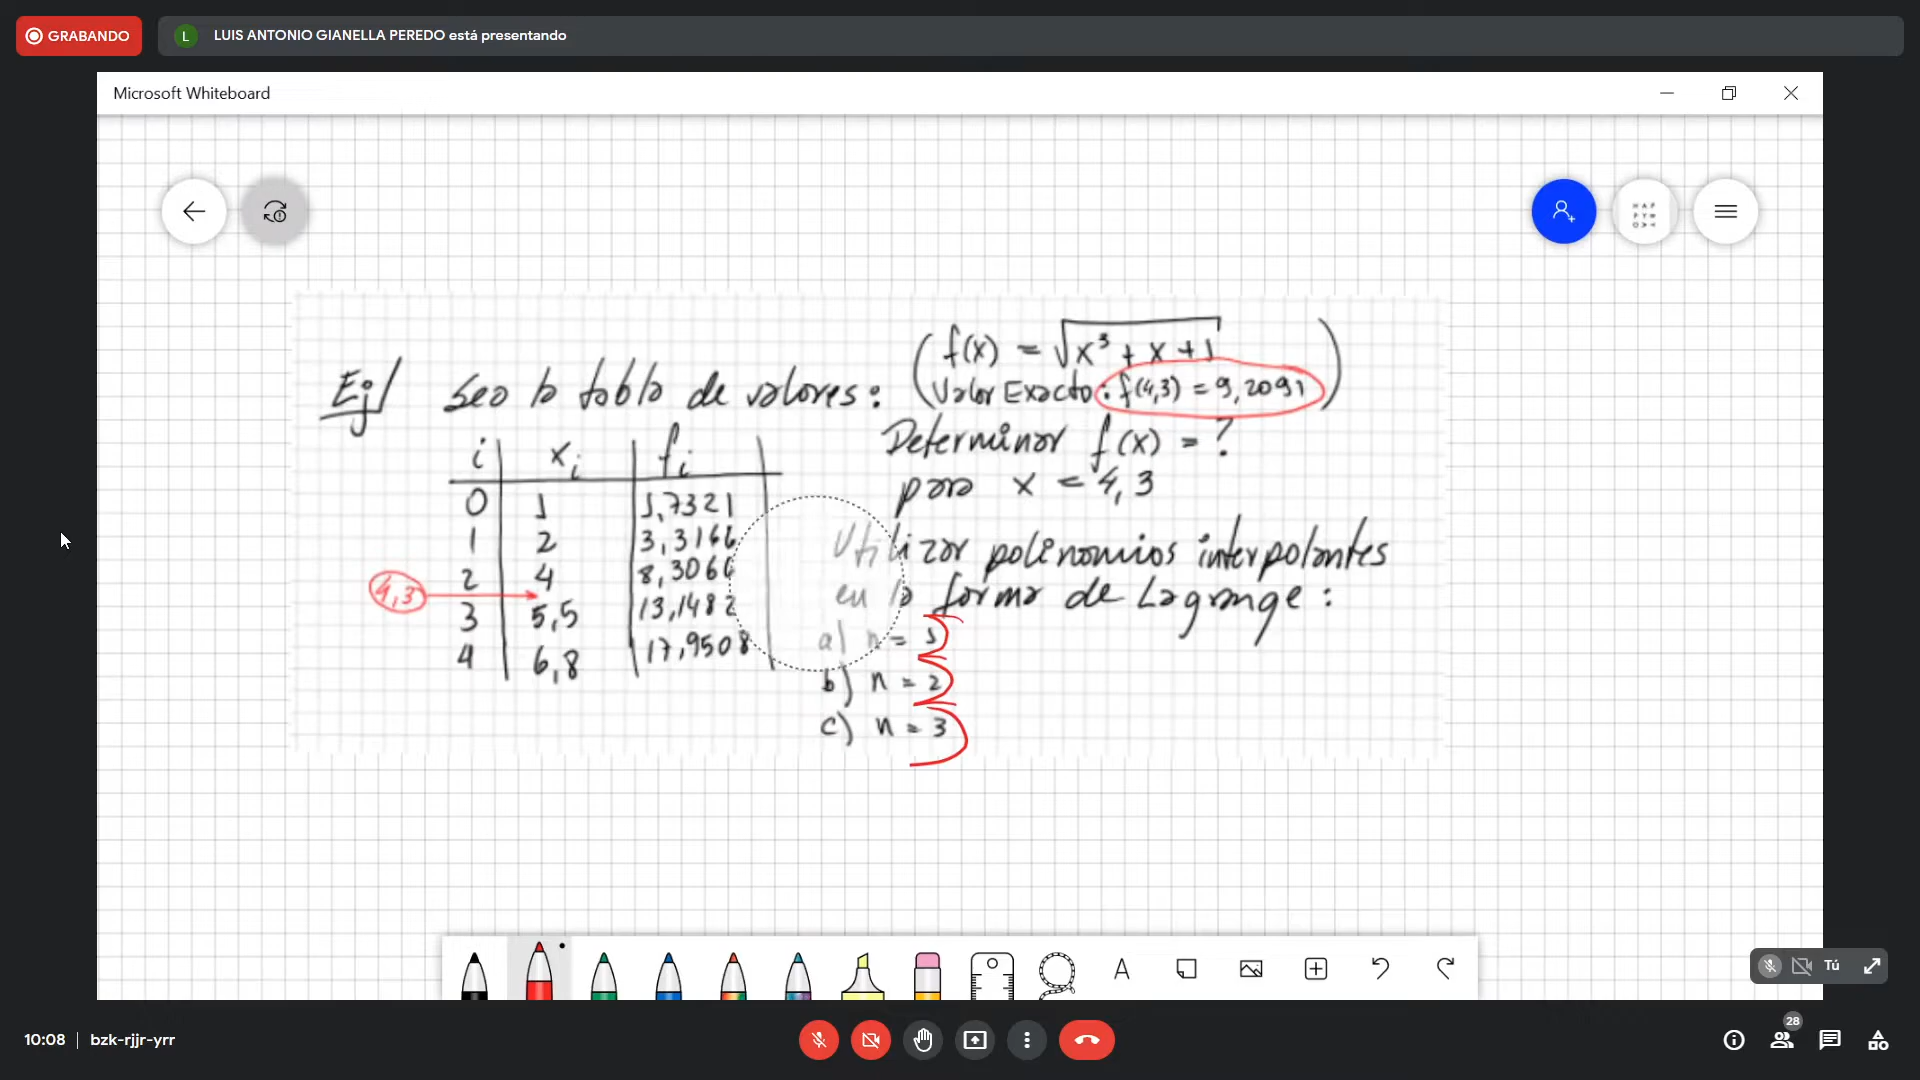 GRABANDO
L LUIS ANTONIO GIANELLA PEREDO está presentando
Microsoft Whiteboard
Ej/ Sea la tabla de valores:
( f(x) = √x³ + x + 1
Valor Exacto: f(4,3) = 9,2091 )
Determinar f(x) = ?
para x = 4,3
i xi fi
0 1 1,7321
1 2 3,3166
2 4 8,3066
3 5,5 13,1482
4 6,8 17,9508
4,3
Utilizar polinomios interpolantes
en la forma de Lagrange:
a) n = 1
b) n = 2
c) n = 3
A
Tú
10:08 | bzk-rjjr-yrr
28